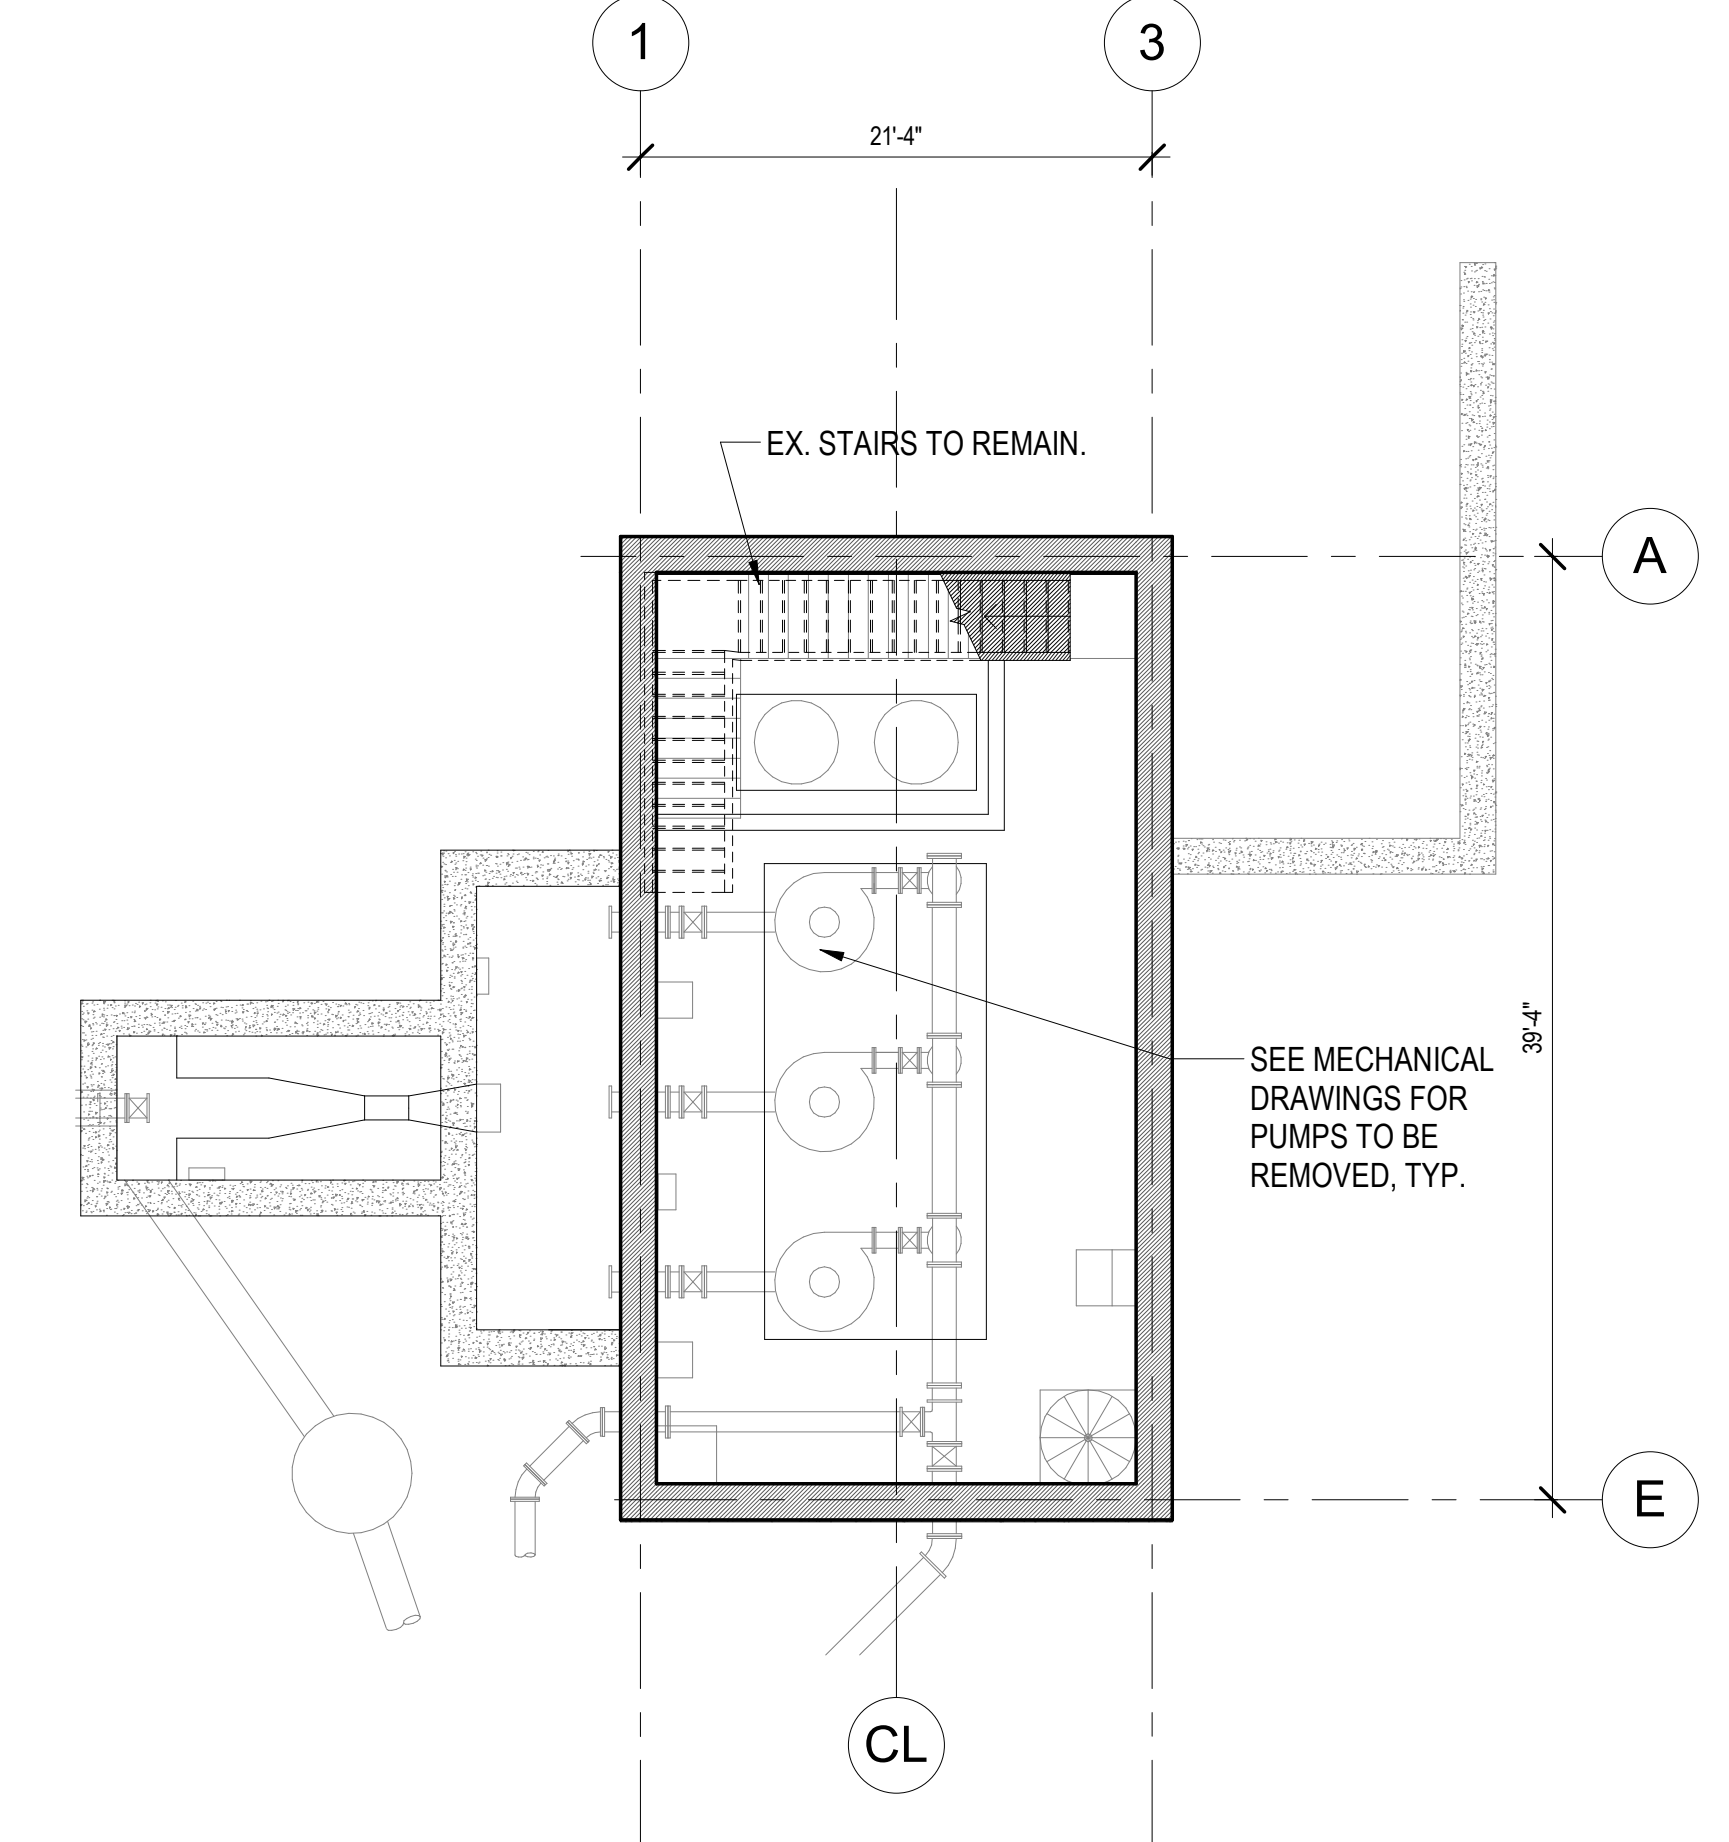 1
3
21'-4"
EX. STAIRS TO REMAIN.
A
39'-4"
SEE MECHANICAL
DRAWINGS FOR
PUMPS TO BE
REMOVED, TYP.
E
CL